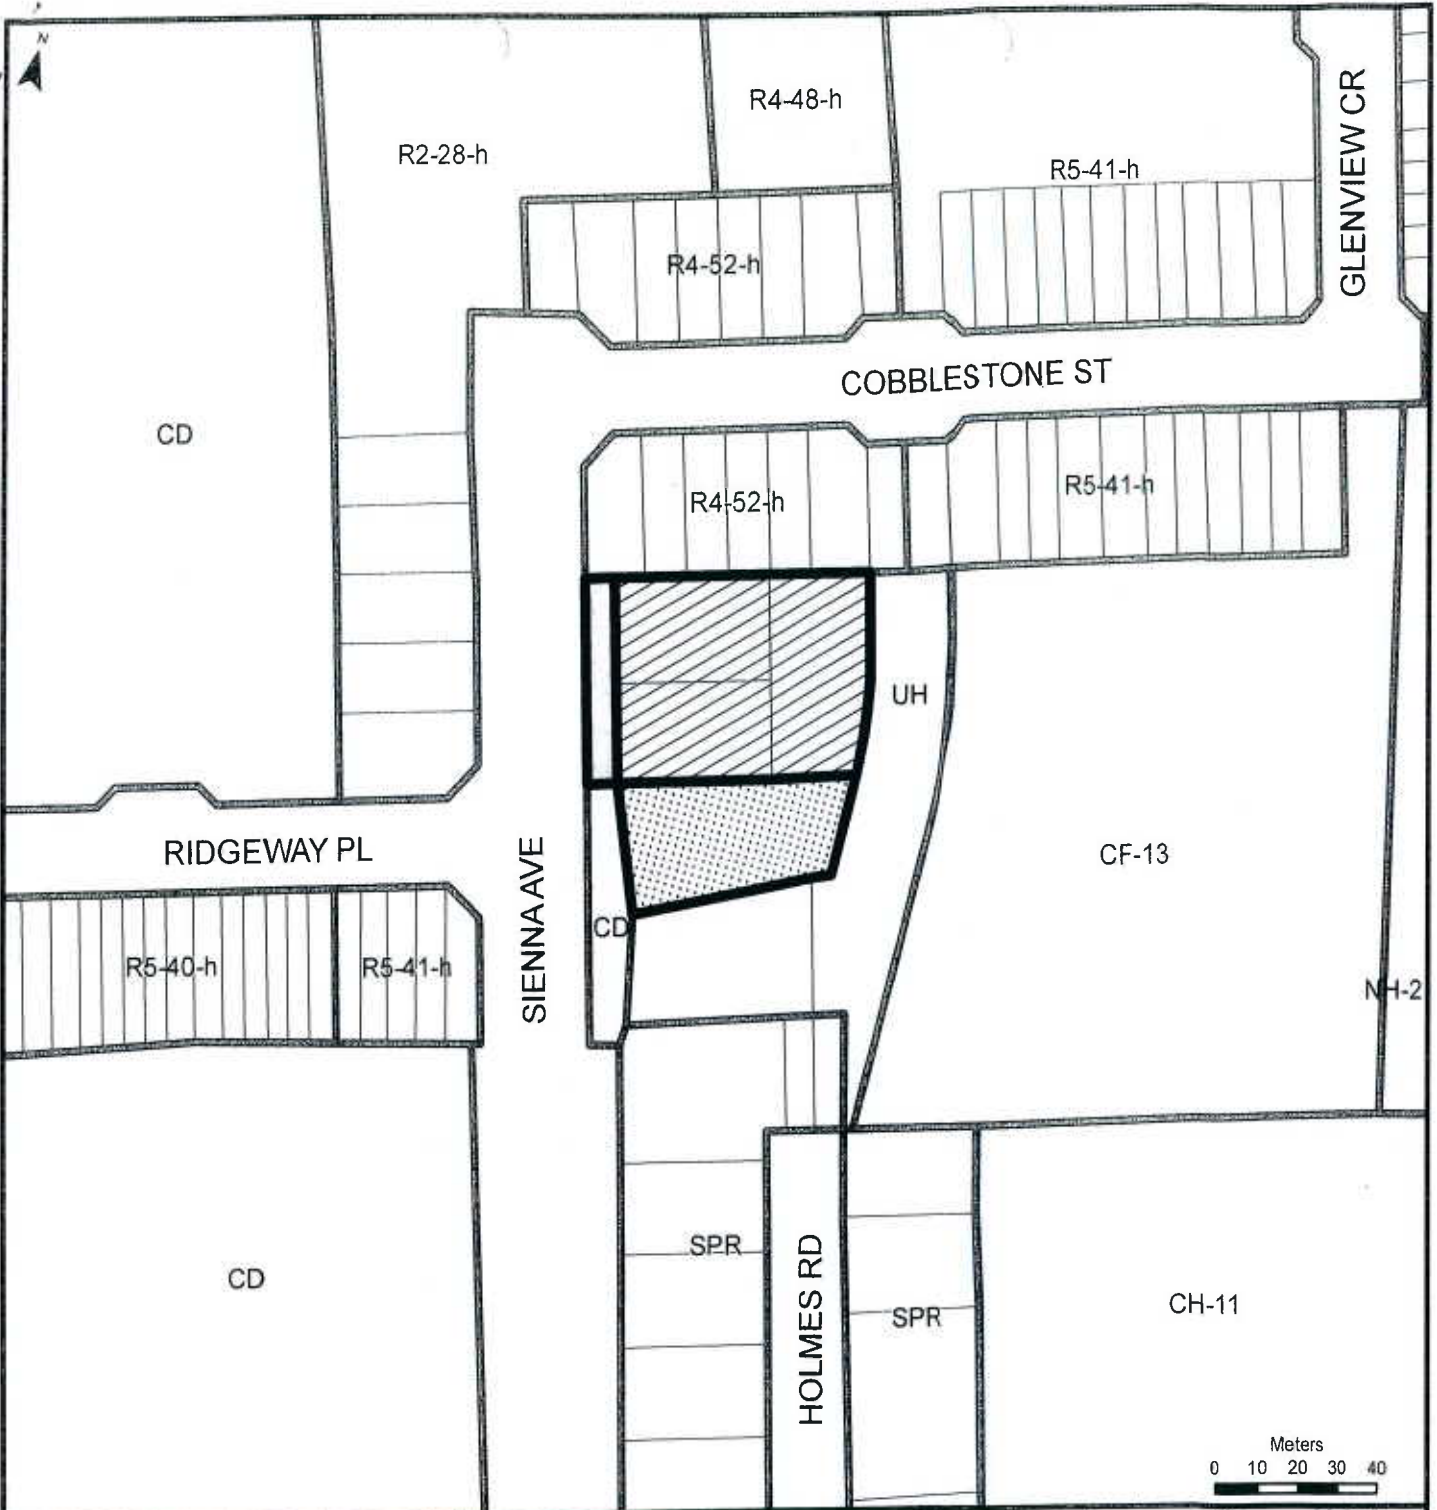 N
R4-48-h
R2-28-h
R5-41-h
GLENVIEW CR
R4-52-h
COBBLESTONE ST
CD
R4-52-h
R5-41-h
UH
RIDGEWAY PL
CF-13
SIENNA AVE
CD
R5-40-h
R5-41-h
NH-2
SPR
HOLMES RD
CD
SPR
CH-11
Meters
0 10 20 30 40